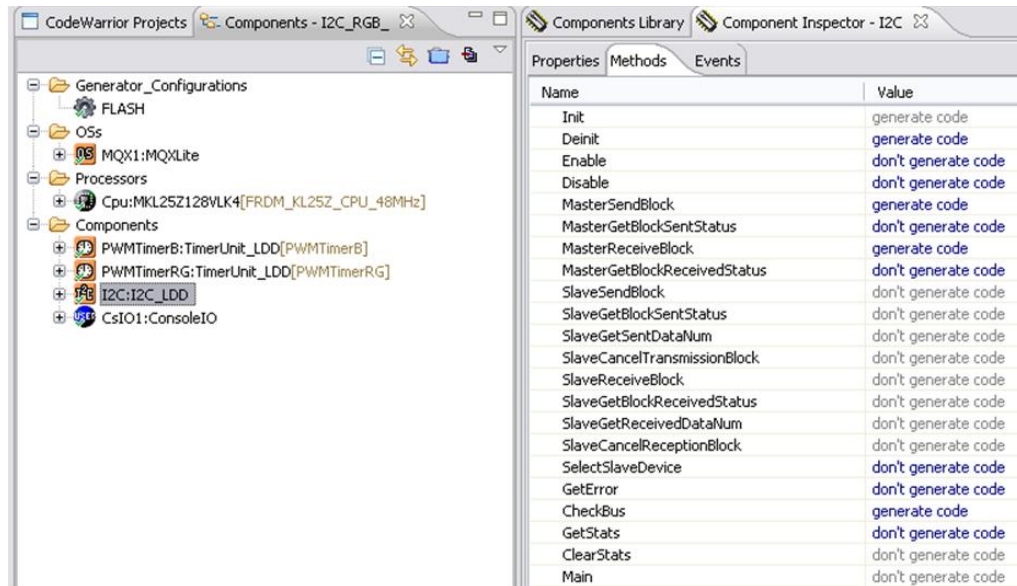 CodeWarrior Projects
Components - I2C_RGB_
Generator_Configurations
FLASH
OSs
MQX1:MQXLite
Processors
Cpu:MKL25Z128VLK4[FRDM_KL25Z_CPU_48MHz]
Components
PWMTimerB:TimerUnit_LDD[PWMTimerB]
PWMTimerRG:TimerUnit_LDD[PWMTimerRG]
I2C:I2C_LDD
CsIO1:ConsoleIO
Components Library
Component Inspector - I2C
Properties Methods Events
Name Value
Init generate code
Deinit generate code
Enable don't generate code
Disable don't generate code
MasterSendBlock generate code
MasterGetBlockSentStatus don't generate code
MasterReceiveBlock generate code
MasterGetBlockReceivedStatus don't generate code
SlaveSendBlock don't generate code
SlaveGetBlockSentStatus don't generate code
SlaveGetSentDataNum don't generate code
SlaveCancelTransmissionBlock don't generate code
SlaveReceiveBlock don't generate code
SlaveGetBlockReceivedStatus don't generate code
SlaveGetReceivedDataNum don't generate code
SlaveCancelReceptionBlock don't generate code
SelectSlaveDevice don't generate code
GetError don't generate code
CheckBus generate code
GetStats don't generate code
ClearStats don't generate code
Main don't generate code